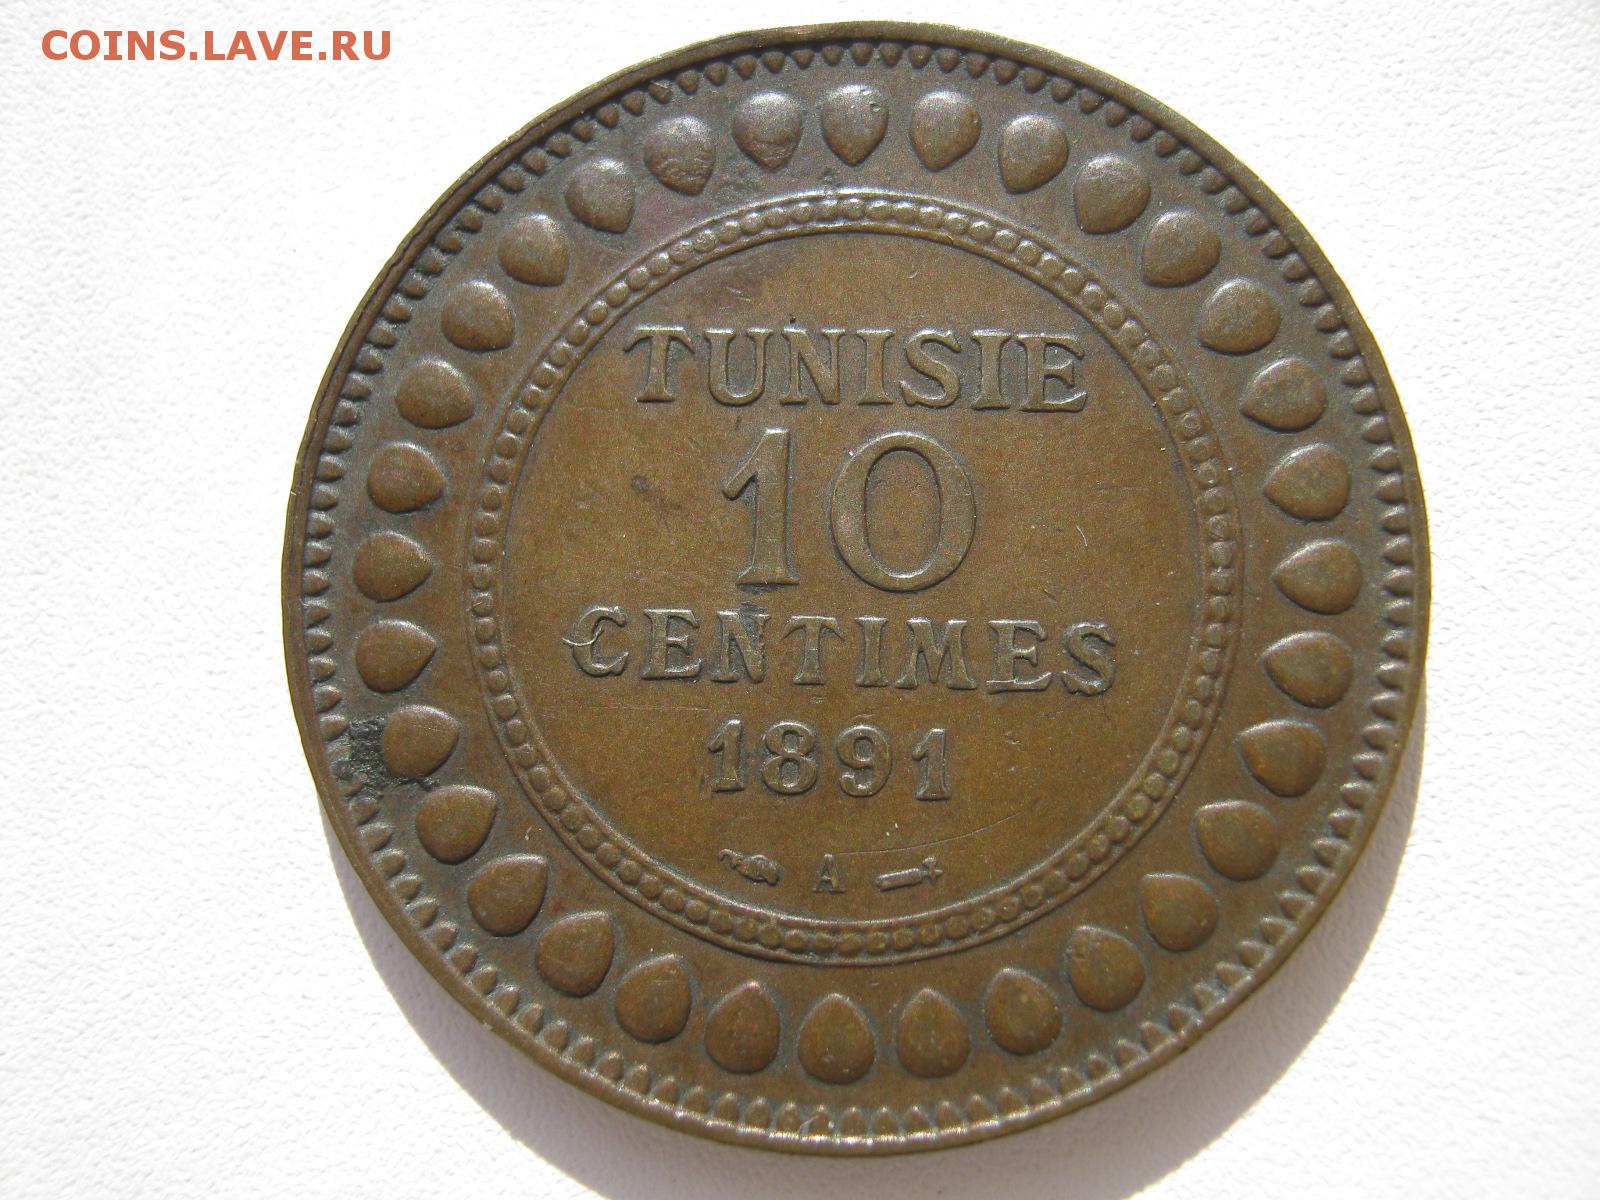 COINS.LAVE.RU
TUNISIE
10
CENTIMES
1891
A